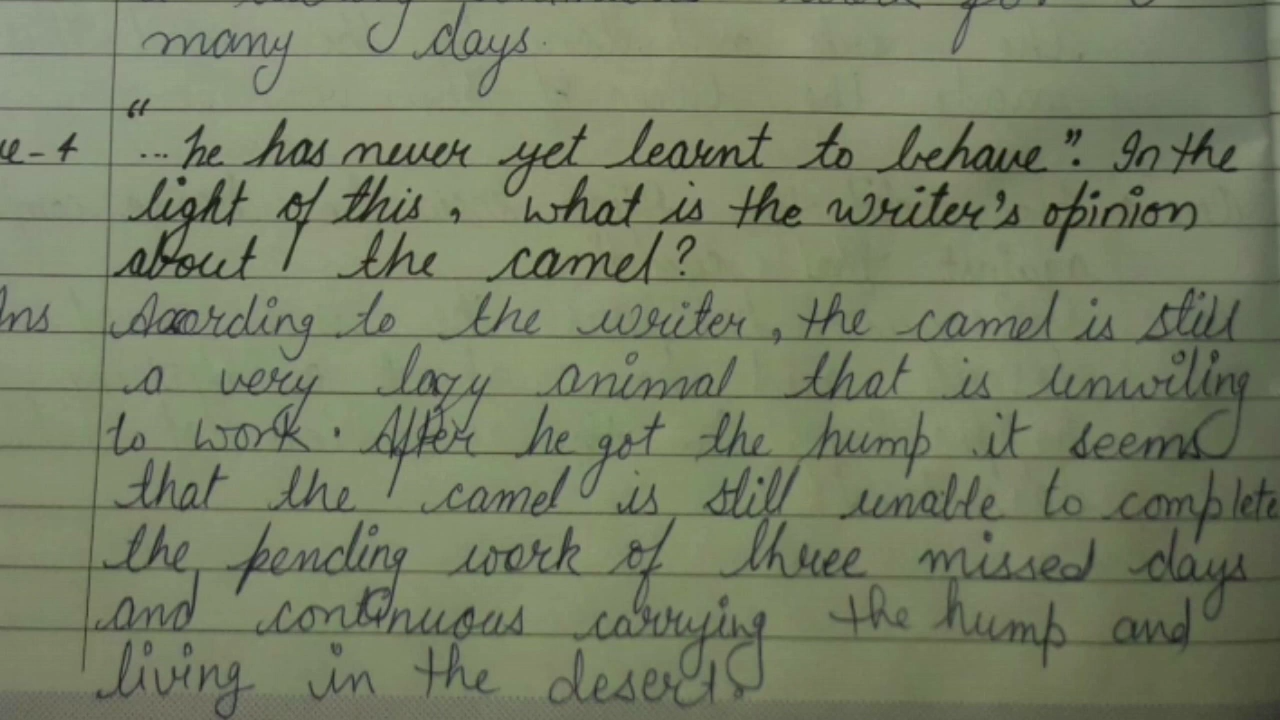 many days.
"... he has never yet learnt to behave". In the
light of this, what is the writer's opinion
about the camel?
Ans According to the writer, the camel is still
a very lazy animal that is unwiling
to work. After he got the hump it seems
that the camel is still unable to complete
the pending work of three missed days
and continuous carrying the hump and
living in the desert.